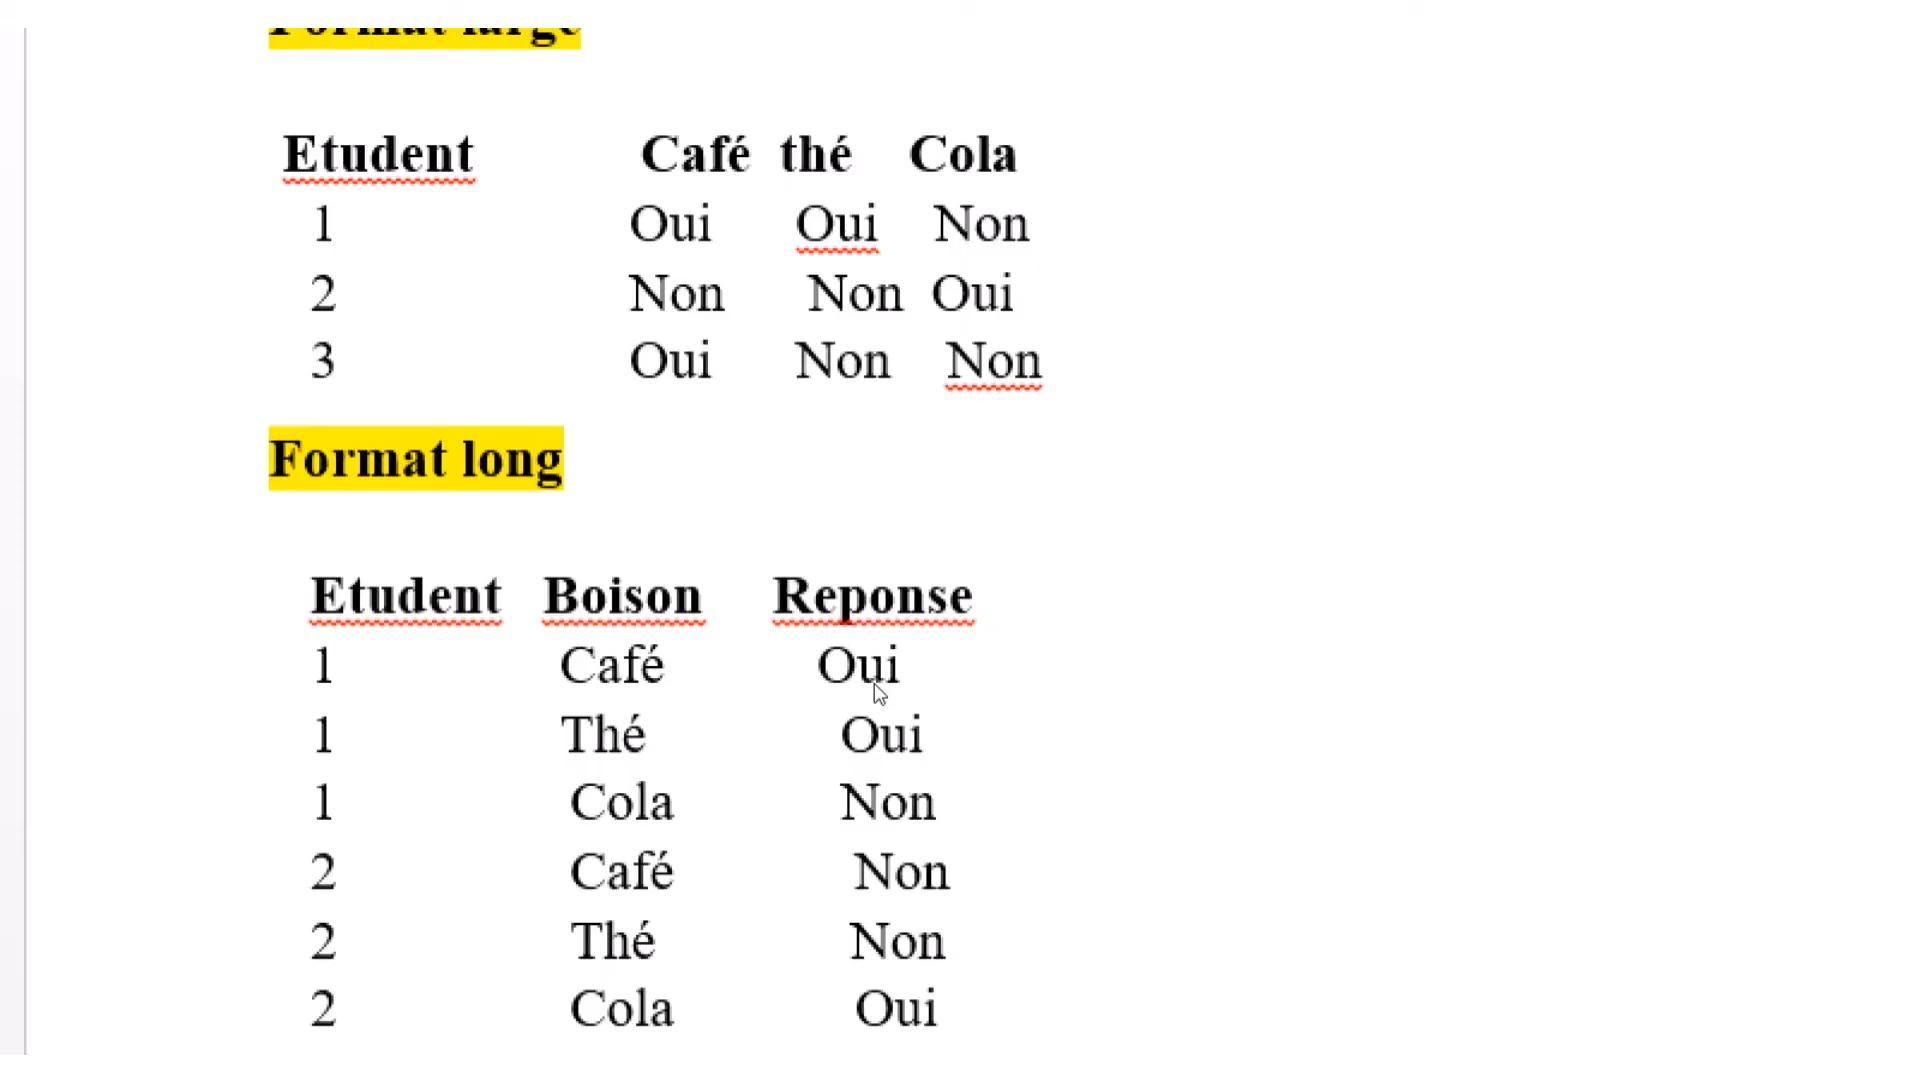 Format large
Etudent Café thé Cola
1 Oui Oui Non
2 Non Non Oui
3 Oui Non Non
Format long
Etudent Boison Reponse
1 Café Oui
1 Thé Oui
1 Cola Non
2 Café Non
2 Thé Non
2 Cola Oui